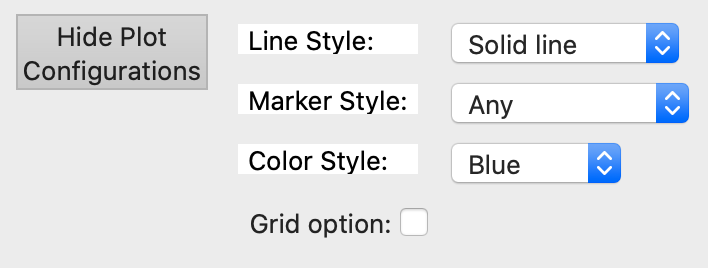 Hide Plot
Configurations
Line Style:
Solid line
Marker Style:
Any
Color Style:
Blue
Grid option: